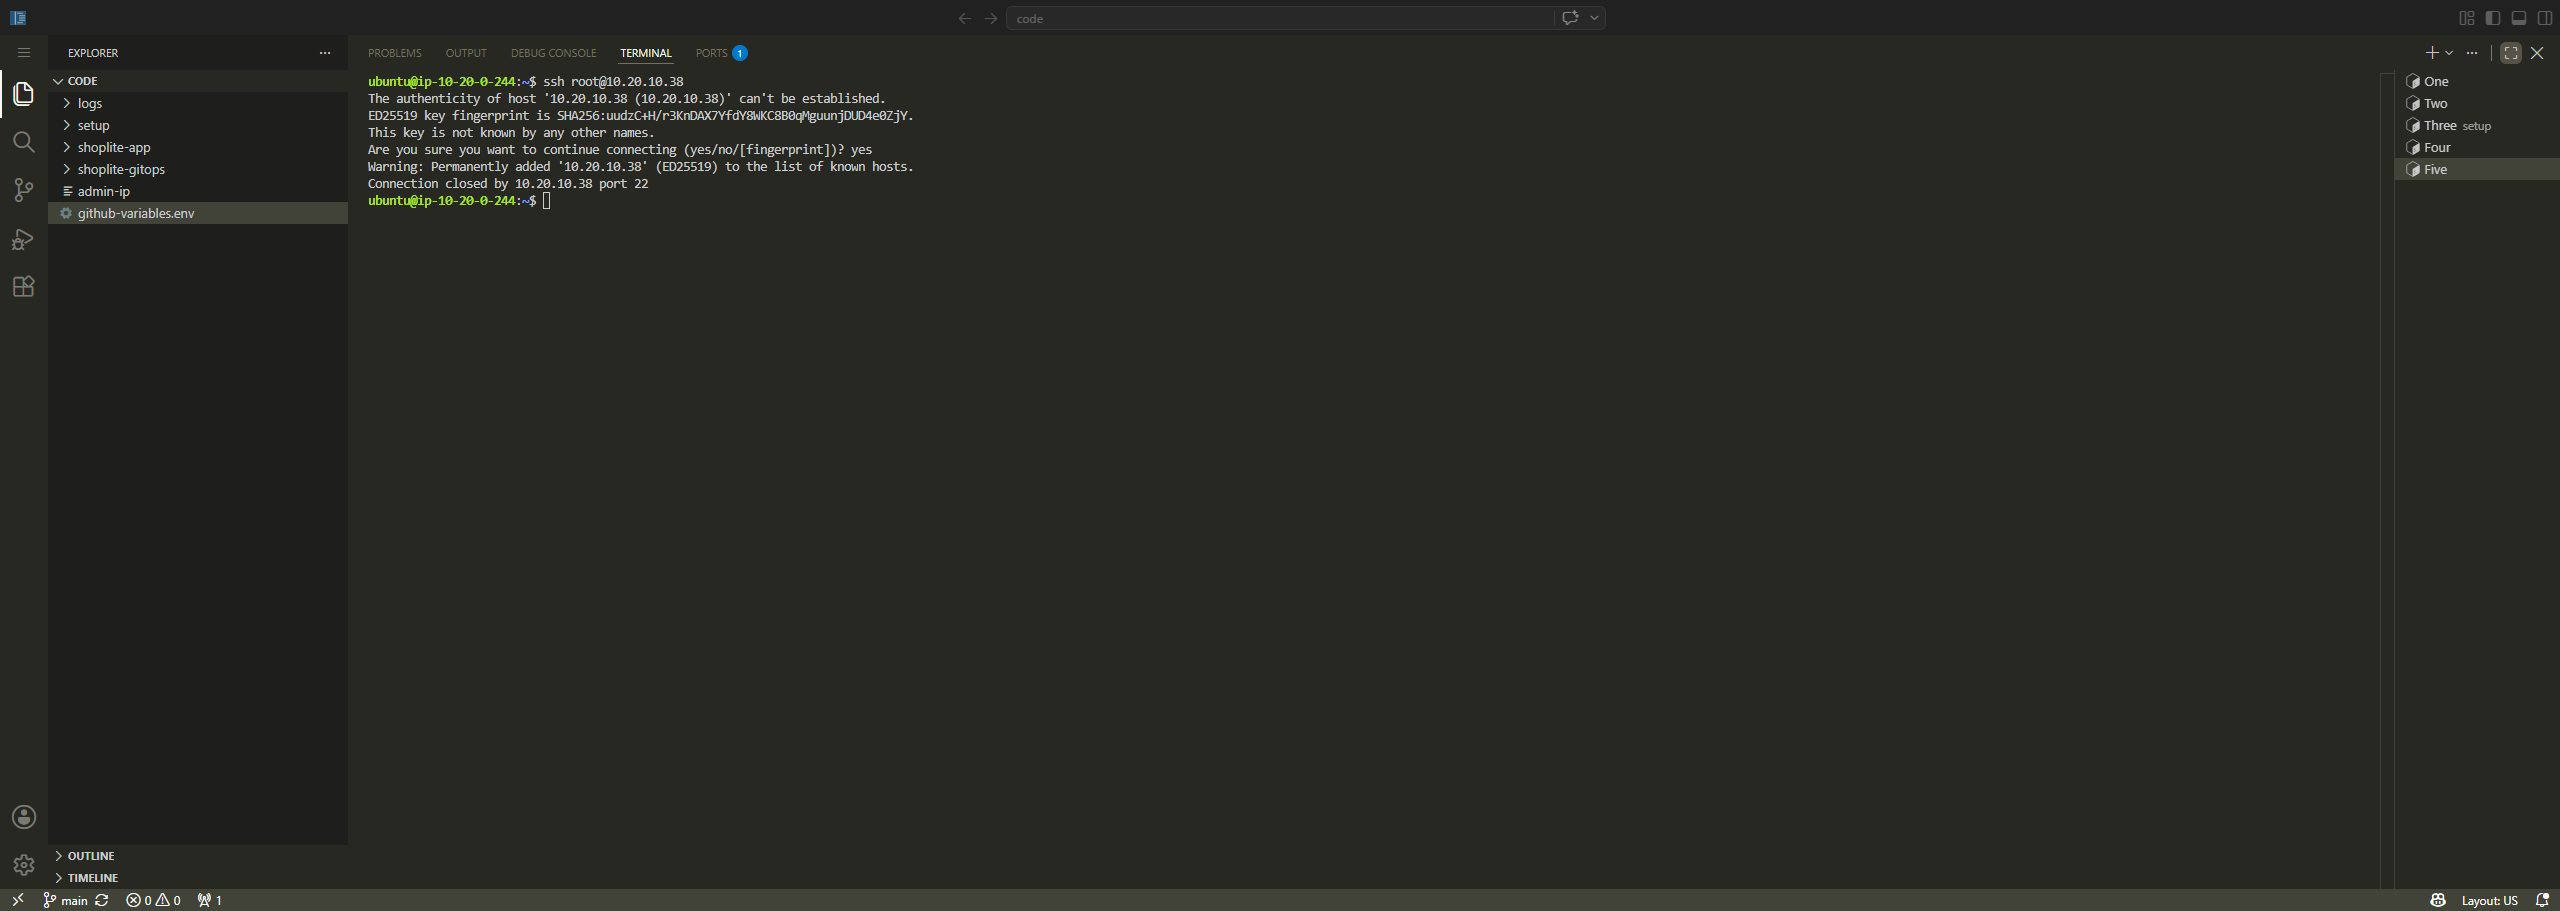 code
EXPLORER
CODE
logs
setup
shoplite-app
shoplite-gitops
admin-ip
github-variables.env
OUTLINE
TIMELINE
PROBLEMS OUTPUT DEBUG CONSOLE TERMINAL PORTS 1
ubuntu@ip-10-20-0-244:~$ ssh root@10.20.10.38
The authenticity of host '10.20.10.38 (10.20.10.38)' can't be established.
ED25519 key fingerprint is SHA256:uudzC+H/r3KnDAX7YfdY8WKC8B0qMguunjDUD4e0ZjY.
This key is not known by any other names.
Are you sure you want to continue connecting (yes/no/[fingerprint])? yes
Warning: Permanently added '10.20.10.38' (ED25519) to the list of known hosts.
Connection closed by 10.20.10.38 port 22
ubuntu@ip-10-20-0-244:~$
One
Two
Three setup
Four
Five
main 0 0 1
Layout: US